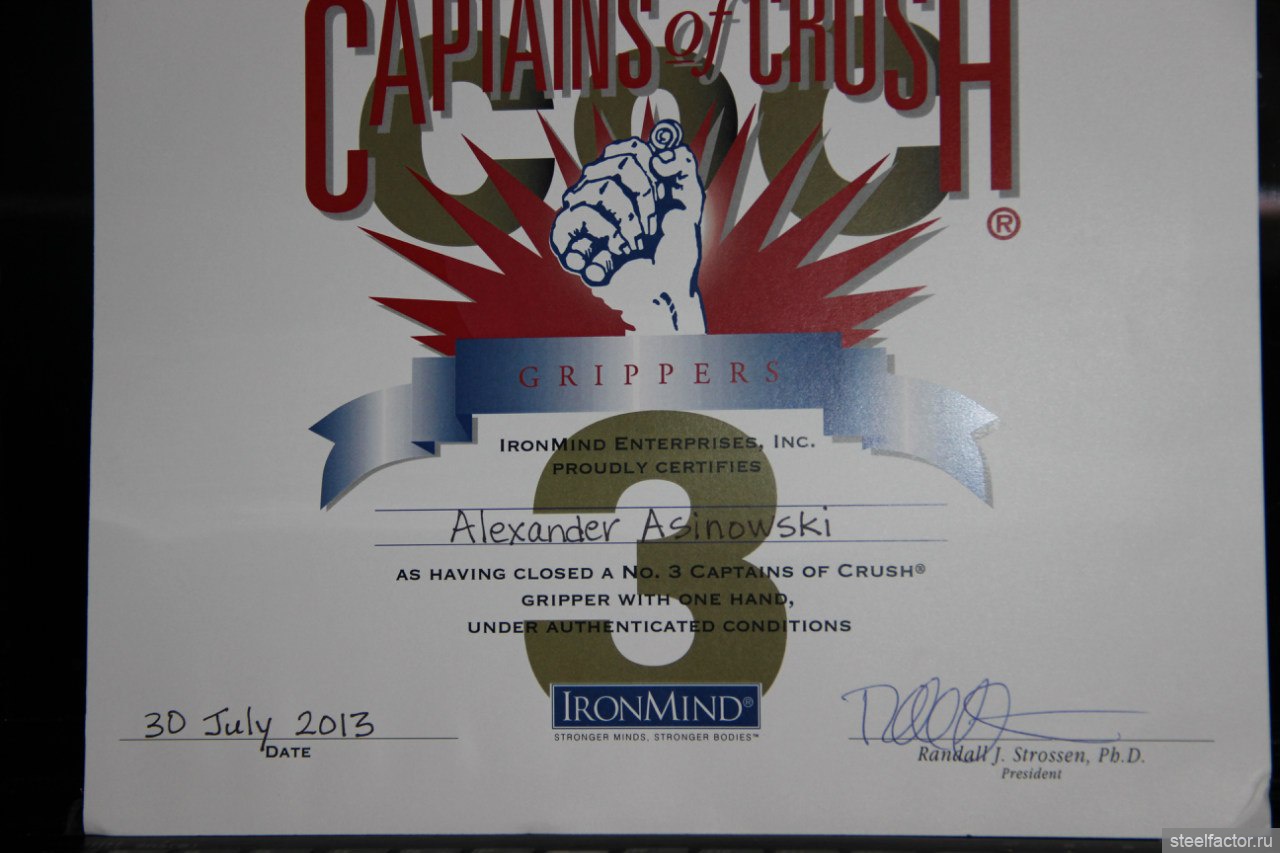 CAPTAINS of CRUSH
CoC
®
GRIPPERS
IRONMIND ENTERPRISES, INC.
PROUDLY CERTIFIES
Alexander Asinowski
AS HAVING CLOSED A NO. 3 CAPTAINS OF CRUSH®
GRIPPER WITH ONE HAND,
UNDER AUTHENTICATED CONDITIONS
3
IRONMIND®
STRONGER MINDS, STRONGER BODIES™
30 July 2013
DATE
Randall J. Strossen, Ph.D.
President
steelfactor.ru